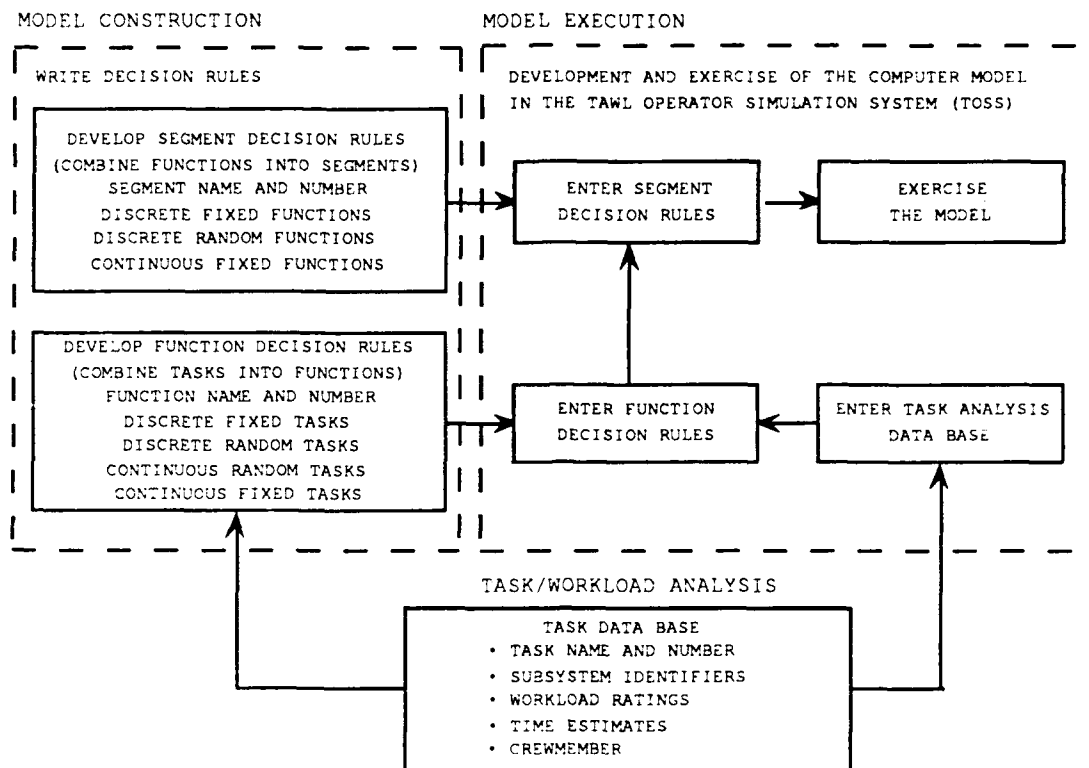 MODEL CONSTRUCTION
WRITE DECISION RULES
DEVELOP SEGMENT DECISION RULES
(COMBINE FUNCTIONS INTO SEGMENTS)
SEGMENT NAME AND NUMBER
DISCRETE FIXED FUNCTIONS
DISCRETE RANDOM FUNCTIONS
CONTINUOUS FIXED FUNCTIONS
DEVELOP FUNCTION DECISION RULES
(COMBINE TASKS INTO FUNCTIONS)
FUNCTION NAME AND NUMBER
DISCRETE FIXED TASKS
DISCRETE RANDOM TASKS
CONTINUOUS RANDOM TASKS
CONTINUOUS FIXED TASKS
MODEL EXECUTION
DEVELOPMENT AND EXERCISE OF THE COMPUTER MODEL
IN THE TAWL OPERATOR SIMULATION SYSTEM (TOSS)
ENTER SEGMENT
DECISION RULES
EXERCISE
THE MODEL
ENTER FUNCTION
DECISION RULES
ENTER TASK ANALYSIS
DATA BASE
TASK/WORKLOAD ANALYSIS
TASK DATA BASE
• TASK NAME AND NUMBER
• SUBSYSTEM IDENTIFIERS
• WORKLOAD RATINGS
• TIME ESTIMATES
• CREWMEMBER